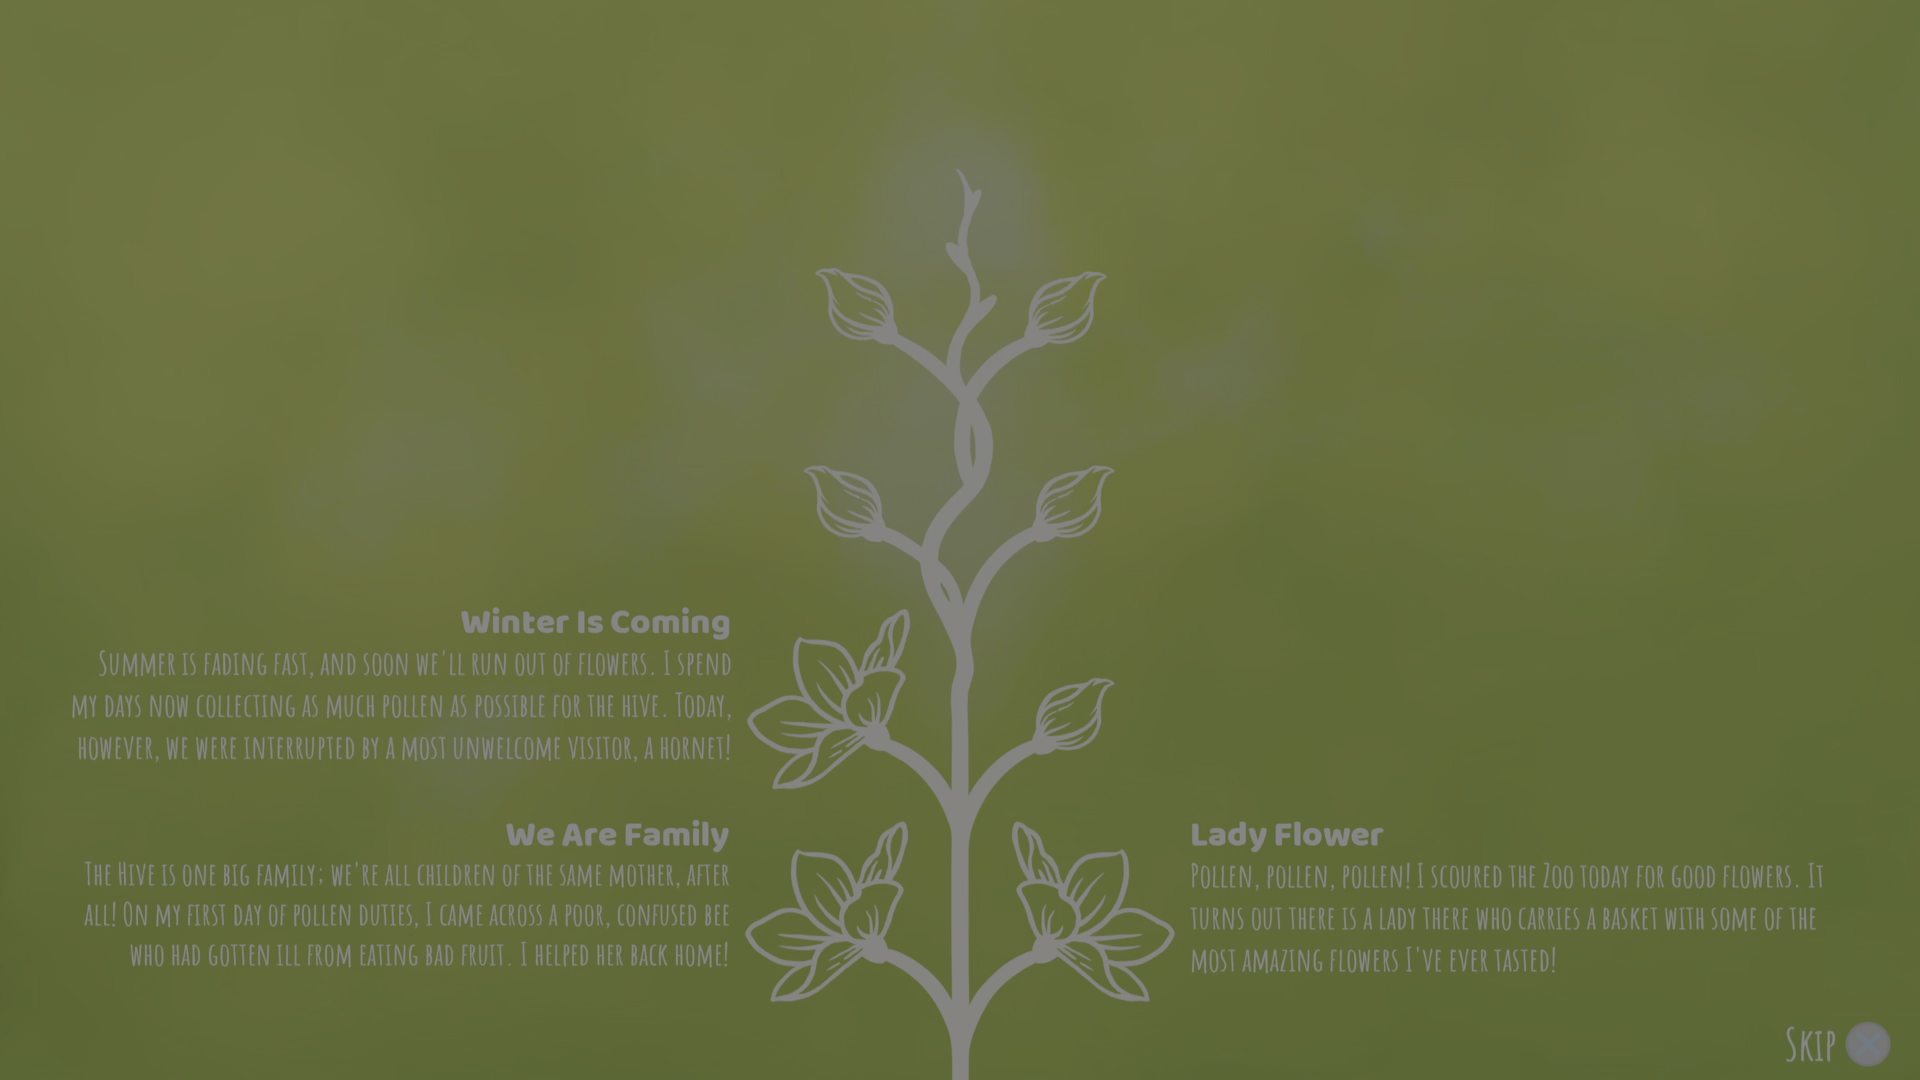 Winter Is Coming
Summer is fading fast, and soon we'll run out of flowers. I spend
my days now collecting as much pollen as possible for the hive. Today,
however, we were interrupted by a most unwelcome visitor, a hornet!
We Are Family
The Hive is one big family; we're all children of the same mother, after
all! On my first day of pollen duties, I came across a poor, confused bee
who had gotten ill from eating bad fruit. I helped her back home!
Lady Flower
Pollen, pollen, pollen! I scoured the Zoo today for good flowers. It
turns out there is a lady there who carries a basket with some of the
most amazing flowers I've ever tasted!
Skip